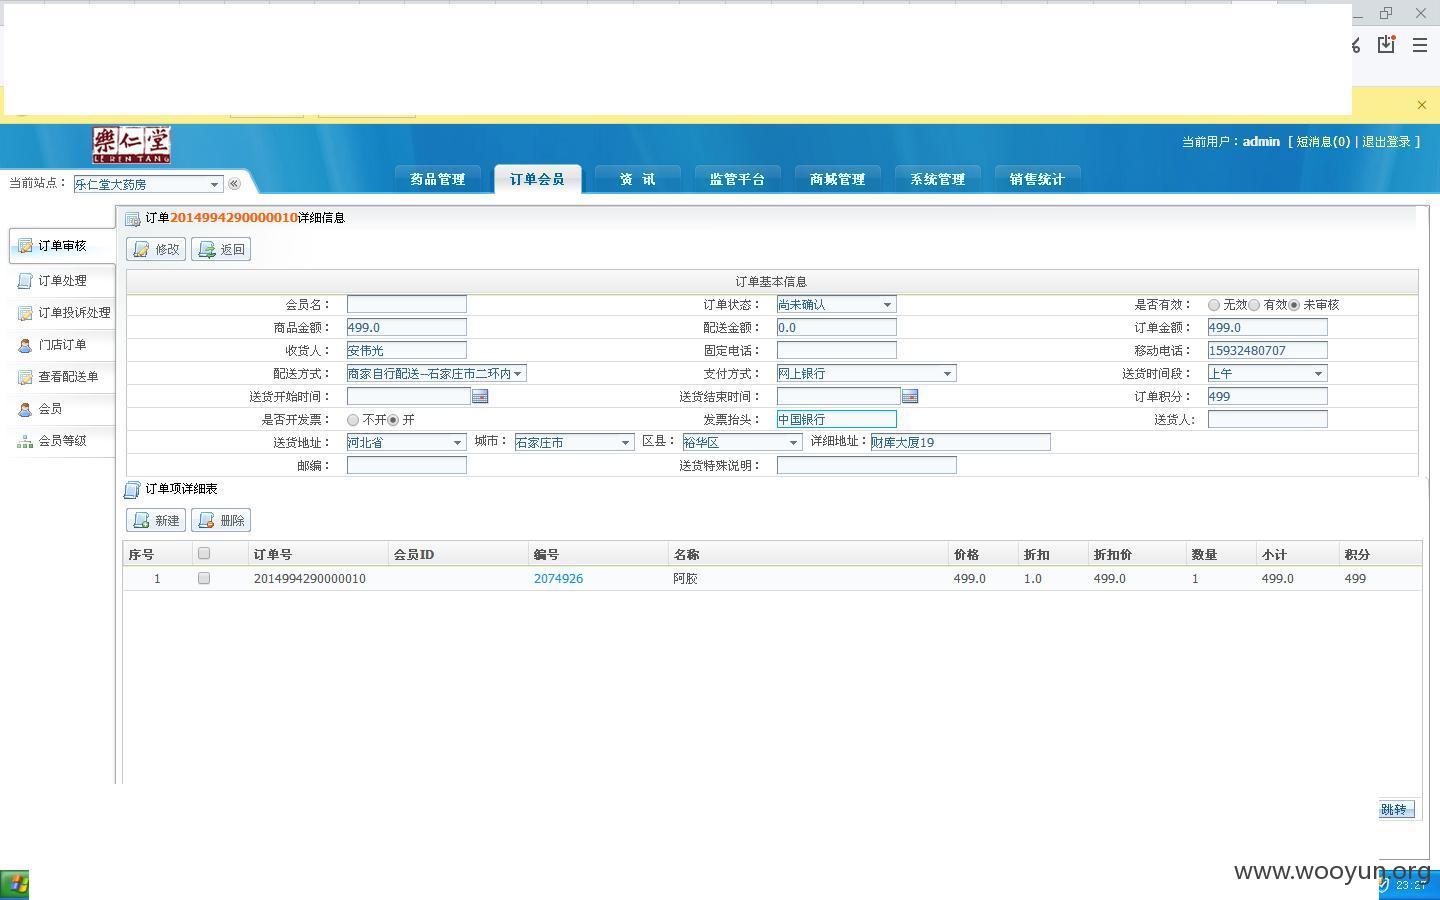 樂仁堂
LE REN TANG
当前用户：admin [ 短消息(0) | 退出登录 ]
当前站点： 乐仁堂大药房
药品管理 订单会员 资 讯 监管平台 商城管理 系统管理 销售统计
订单2014994290000010详细信息
订单审核
订单处理
订单投诉处理
门店订单
查看配送单
会员
会员等级
修改 返回
订单基本信息
会员名： 订单状态： 尚未确认 是否有效： 无效 有效 未审核
商品金额： 499.0 配送金额： 0.0 订单金额： 499.0
收货人： 安伟光 固定电话： 移动电话： 15932480707
配送方式： 商家自行配送--石家庄市二环内 支付方式： 网上银行 送货时间段： 上午
送货开始时间： 送货结束时间： 订单积分： 499
是否开发票： 不开 开 发票抬头： 中国银行 送货人:
送货地址： 河北省 城市： 石家庄市 区县： 裕华区 详细地址： 财库大厦19
邮编： 送货特殊说明：
订单项详细表
新建 删除
序号 订单号 会员ID 编号 名称 价格 折扣 折扣价 数量 小计 积分
1 2014994290000010 2074926 阿胶 499.0 1.0 499.0 1 499.0 499
跳转
www.wooyun.org
23:27